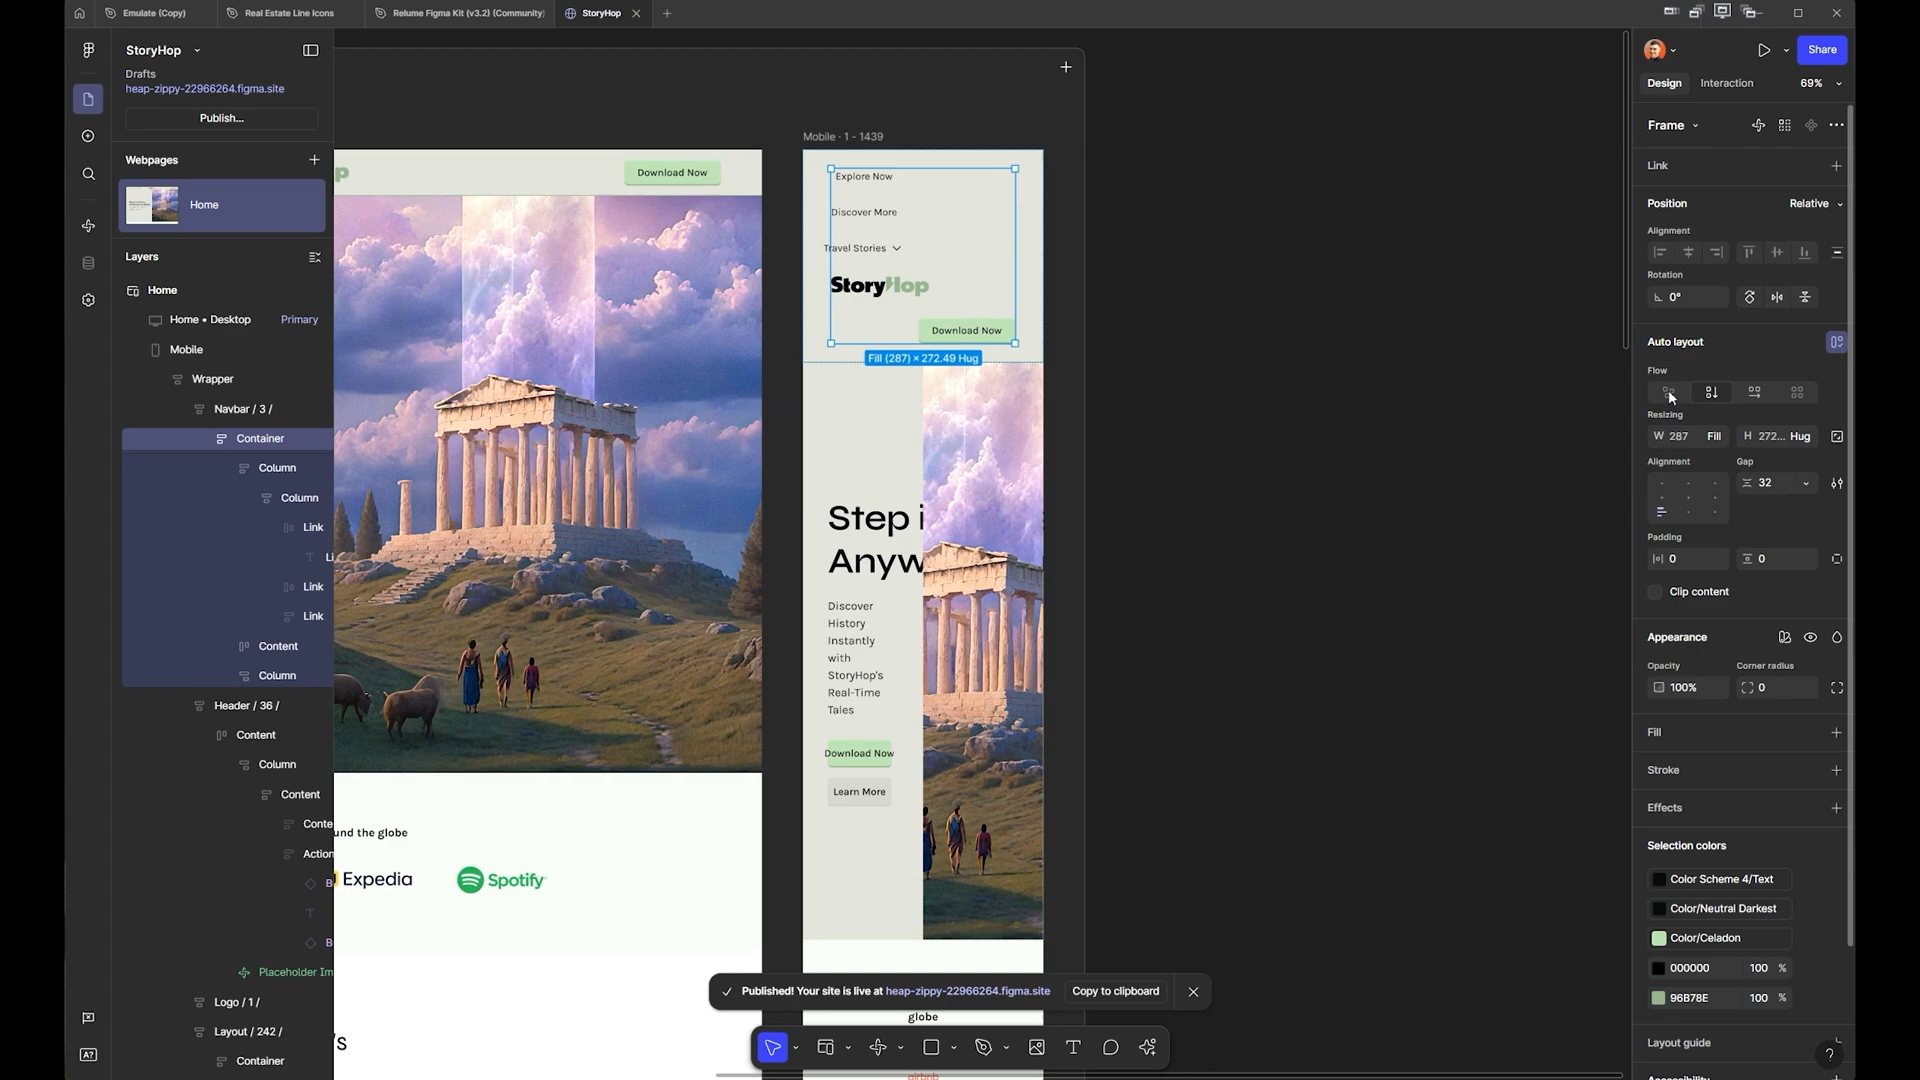 Emulate (Copy)
Real Estate Line Icons
Relume Figma Kit (v3.2) (Community)
StoryHop
StoryHop
Drafts
heap-zippy-22966264.figma.site
Publish...
Webpages
Home
Layers
Home
Home • Desktop
Primary
Mobile
Wrapper
Navbar / 3 /
Container
Column
Column
Link
Li
Link
Link
Content
Column
Header / 36 /
Content
Column
Content
Conte
Action
B
B
Placeholder Im
Logo / 1 /
Layout / 242 /
Container
A?
Download Now
und the globe
Expedia
Spotify
's
Mobile · 1 - 1439
Explore Now
Discover More
Travel Stories
StoryHop
Download Now
Fill (287) × 272.49 Hug
Step i
Anyw
Discover
History
Instantly
with
StoryHop's
Real-Time
Tales
Download Now
Learn More
Published! Your site is live at heap-zippy-22966264.figma.site
Copy to clipboard
globe
airbnb
Share
Design
Interaction
69%
Frame
Link
Position
Relative
Alignment
Rotation
0°
Auto layout
Flow
Resizing
W 287 Fill
H 272... Hug
Alignment
Gap
32
Padding
0
0
Clip content
Appearance
Opacity
Corner radius
100%
0
Fill
Stroke
Effects
Selection colors
Color Scheme 4/Text
Color/Neutral Darkest
Color/Celadon
000000 100 %
96B78E 100 %
Layout guide
Accessibility
?